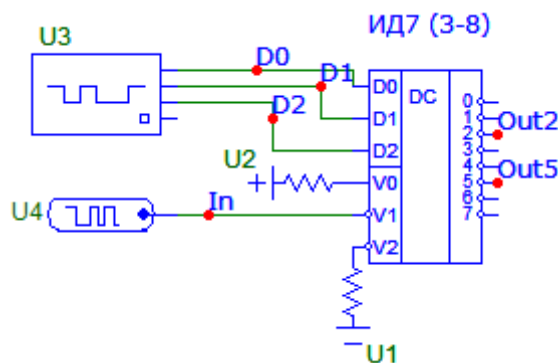 U3
ИД7 (3-8)
D0
D1
D2
D0
DC
D1
D2
0
1
2
3
4
5
6
7
Out2
Out5
U2
+
V0
V1
V2
U4
In
U1